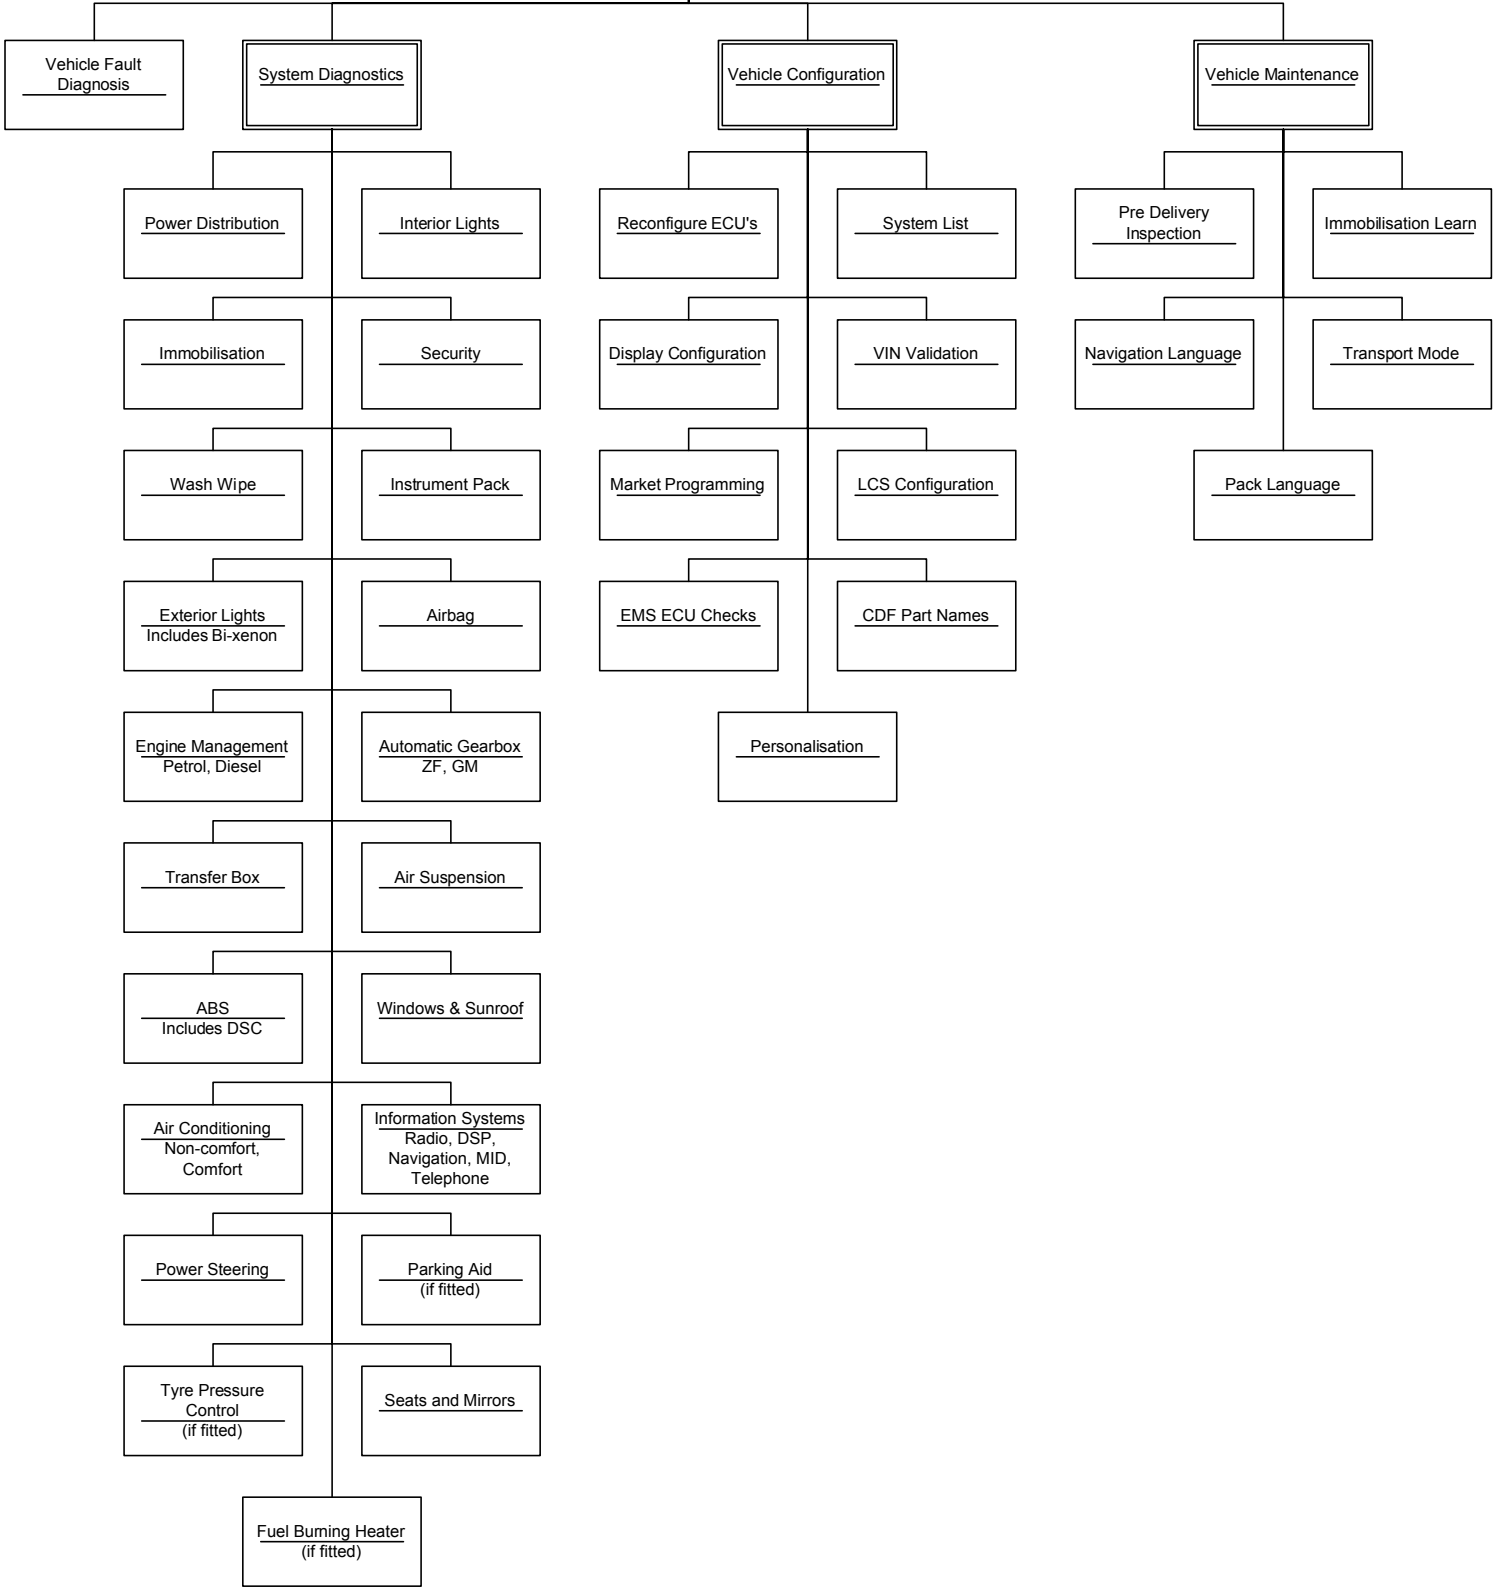 Vehicle Fault
Diagnosis
System Diagnostics
Vehicle Configuration
Vehicle Maintenance
Power Distribution
Interior Lights
Reconfigure ECU's
System List
Pre Delivery
Inspection
Immobilisation Learn
Immobilisation
Security
Display Configuration
VIN Validation
Navigation Language
Transport Mode
Wash Wipe
Instrument Pack
Market Programming
LCS Configuration
Pack Language
Exterior Lights
Includes Bi-xenon
Airbag
EMS ECU Checks
CDF Part Names
Engine Management
Petrol, Diesel
Automatic Gearbox
ZF, GM
Personalisation
Transfer Box
Air Suspension
ABS
Includes DSC
Windows & Sunroof
Air Conditioning
Non-comfort,
Comfort
Information Systems
Radio, DSP,
Navigation, MID,
Telephone
Power Steering
Parking Aid
(if fitted)
Tyre Pressure
Control
(if fitted)
Seats and Mirrors
Fuel Burning Heater
(if fitted)